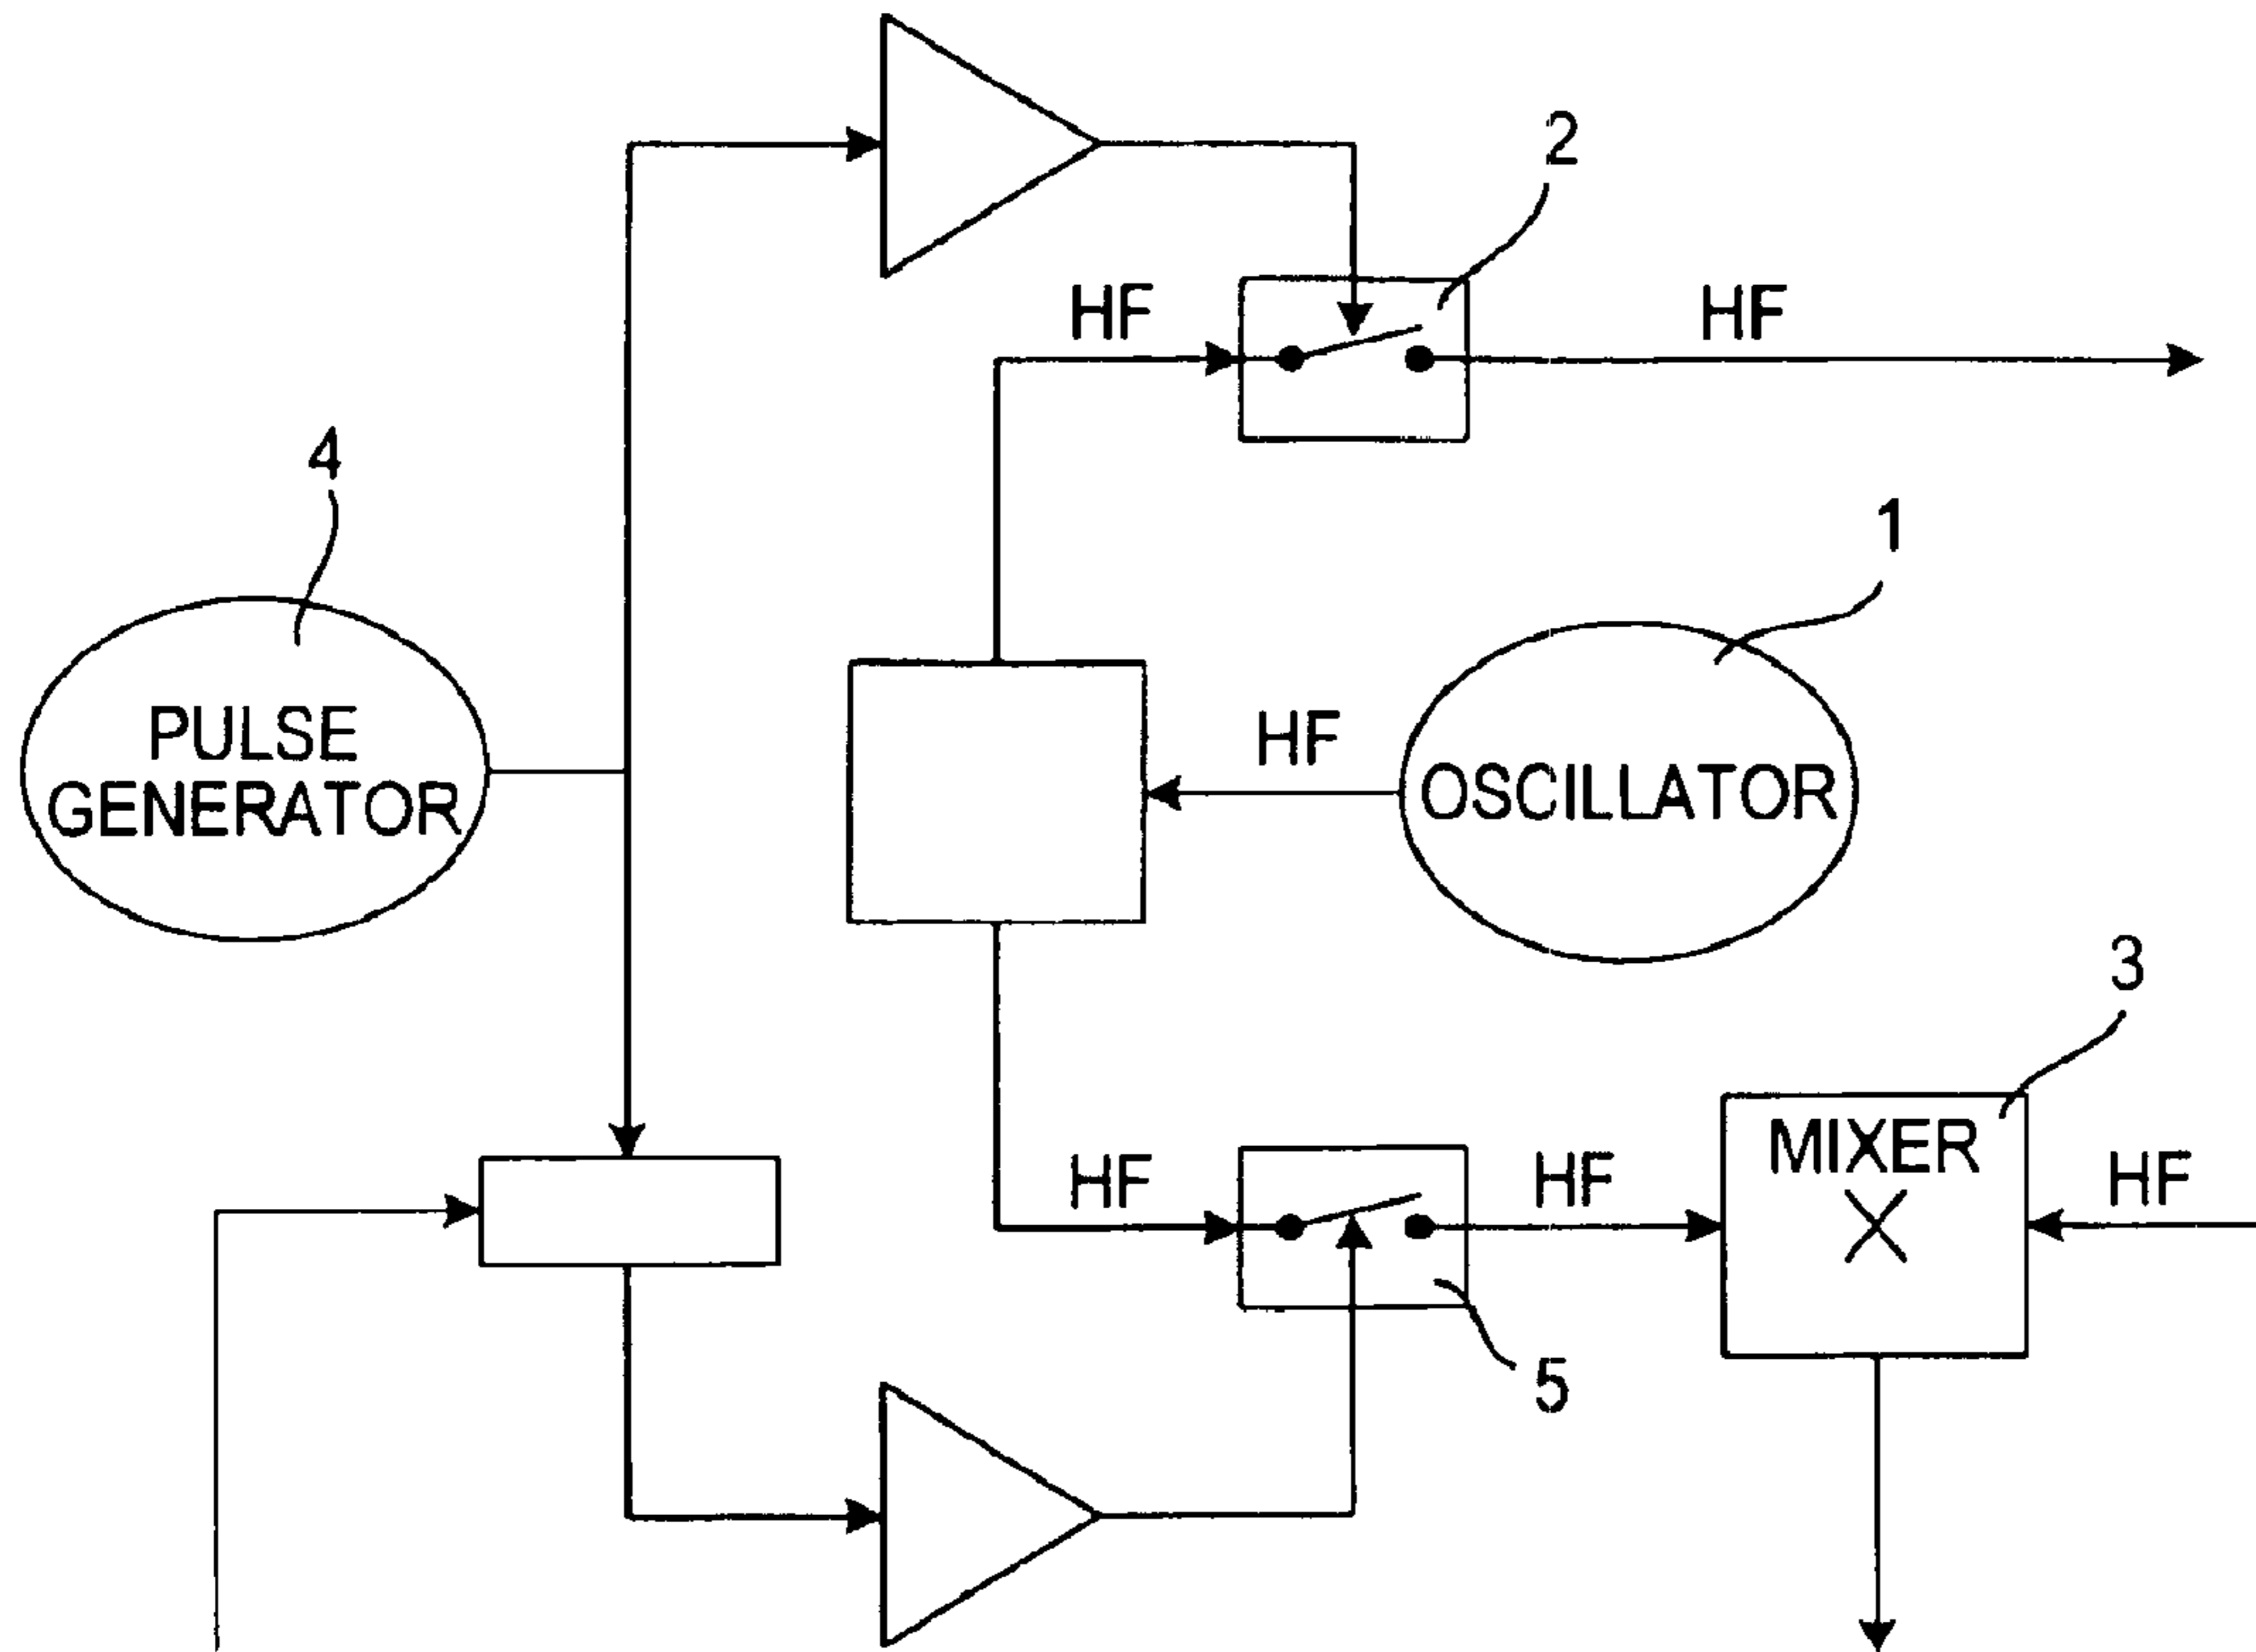 2
HF
HF
4
1
PULSE
GENERATOR
HF
OSCILLATOR
3
MIXER
HF
HF
HF
5